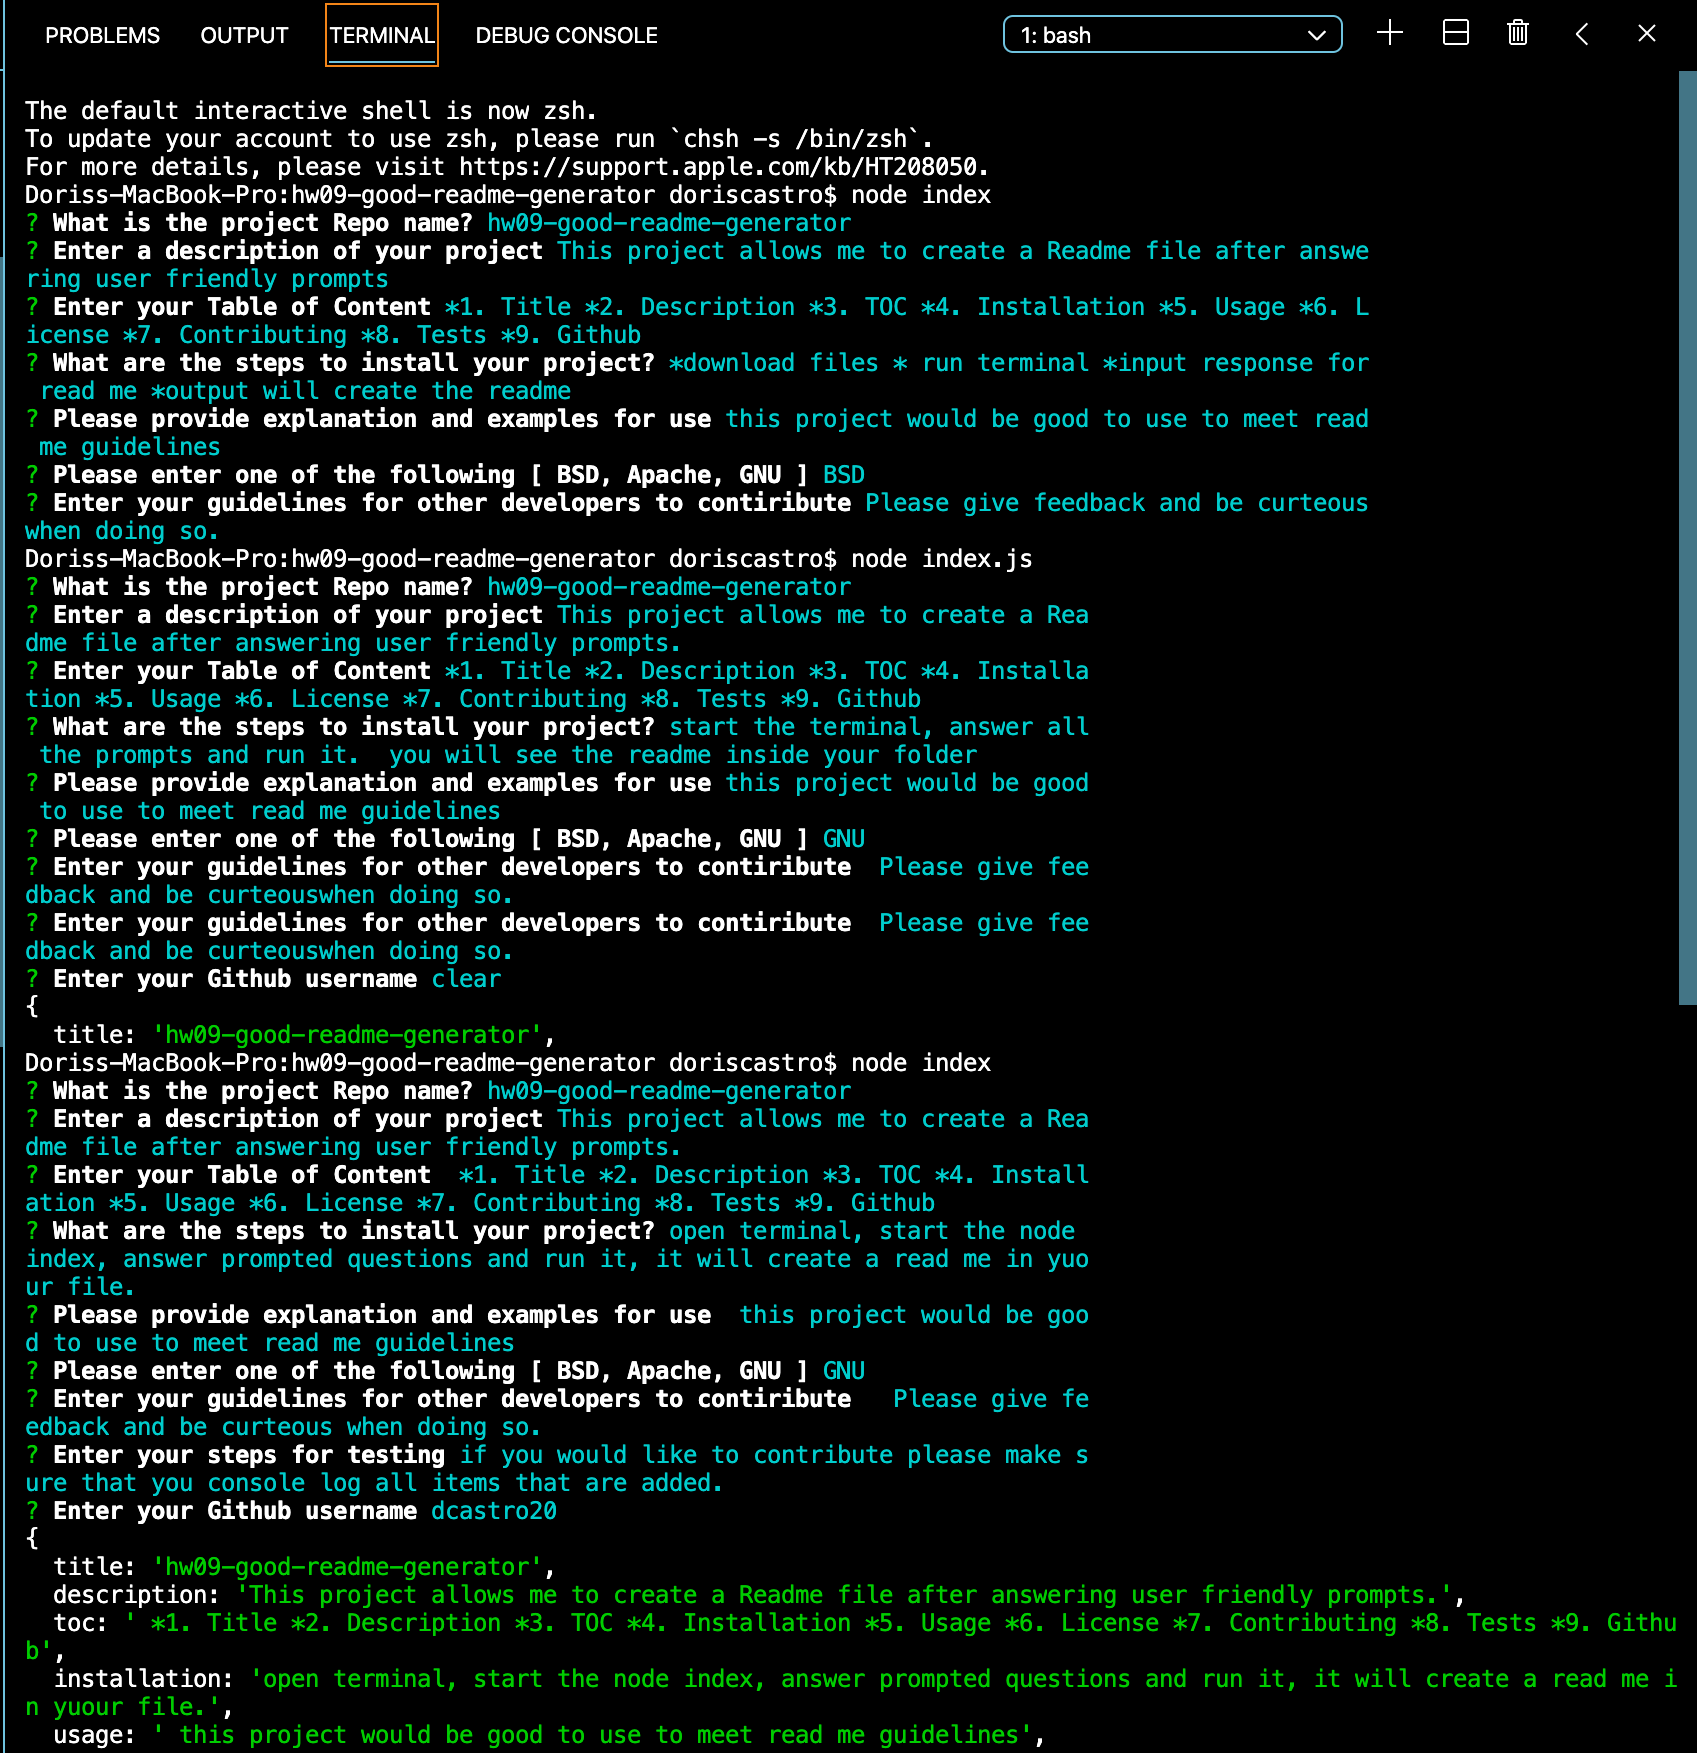 PROBLEMS OUTPUT TERMINAL DEBUG CONSOLE 1: bash
The default interactive shell is now zsh.
To update your account to use zsh, please run `chsh -s /bin/zsh`.
For more details, please visit https://support.apple.com/kb/HT208050.
Doriss-MacBook-Pro:hw09-good-readme-generator doriscastro$ node index
? What is the project Repo name? hw09-good-readme-generator
? Enter a description of your project This project allows me to create a Readme file after answe
ring user friendly prompts
? Enter your Table of Content *1. Title *2. Description *3. TOC *4. Installation *5. Usage *6. L
icense *7. Contributing *8. Tests *9. Github
? What are the steps to install your project? *download files * run terminal *input response for
 read me *output will create the readme
? Please provide explanation and examples for use this project would be good to use to meet read
 me guidelines
? Please enter one of the following [ BSD, Apache, GNU ] BSD
? Enter your guidelines for other developers to contiribute Please give feedback and be curteous
when doing so.
Doriss-MacBook-Pro:hw09-good-readme-generator doriscastro$ node index.js
? What is the project Repo name? hw09-good-readme-generator
? Enter a description of your project This project allows me to create a Rea
dme file after answering user friendly prompts.
? Enter your Table of Content *1. Title *2. Description *3. TOC *4. Installa
tion *5. Usage *6. License *7. Contributing *8. Tests *9. Github
? What are the steps to install your project? start the terminal, answer all
 the prompts and run it.  you will see the readme inside your folder
? Please provide explanation and examples for use this project would be good
 to use to meet read me guidelines
? Please enter one of the following [ BSD, Apache, GNU ] GNU
? Enter your guidelines for other developers to contiribute  Please give fee
dback and be curteouswhen doing so.
? Enter your guidelines for other developers to contiribute  Please give fee
dback and be curteouswhen doing so.
? Enter your Github username clear
{
  title: 'hw09-good-readme-generator',
Doriss-MacBook-Pro:hw09-good-readme-generator doriscastro$ node index
? What is the project Repo name? hw09-good-readme-generator
? Enter a description of your project This project allows me to create a Rea
dme file after answering user friendly prompts.
? Enter your Table of Content  *1. Title *2. Description *3. TOC *4. Install
ation *5. Usage *6. License *7. Contributing *8. Tests *9. Github
? What are the steps to install your project? open terminal, start the node
index, answer prompted questions and run it, it will create a read me in yuo
ur file.
? Please provide explanation and examples for use  this project would be goo
d to use to meet read me guidelines
? Please enter one of the following [ BSD, Apache, GNU ] GNU
? Enter your guidelines for other developers to contiribute   Please give fe
edback and be curteous when doing so.
? Enter your steps for testing if you would like to contribute please make s
ure that you console log all items that are added.
? Enter your Github username dcastro20
{
  title: 'hw09-good-readme-generator',
  description: 'This project allows me to create a Readme file after answering user friendly prompts.',
  toc: ' *1. Title *2. Description *3. TOC *4. Installation *5. Usage *6. License *7. Contributing *8. Tests *9. Githu
b',
  installation: 'open terminal, start the node index, answer prompted questions and run it, it will create a read me i
n yuour file.',
  usage: ' this project would be good to use to meet read me guidelines',